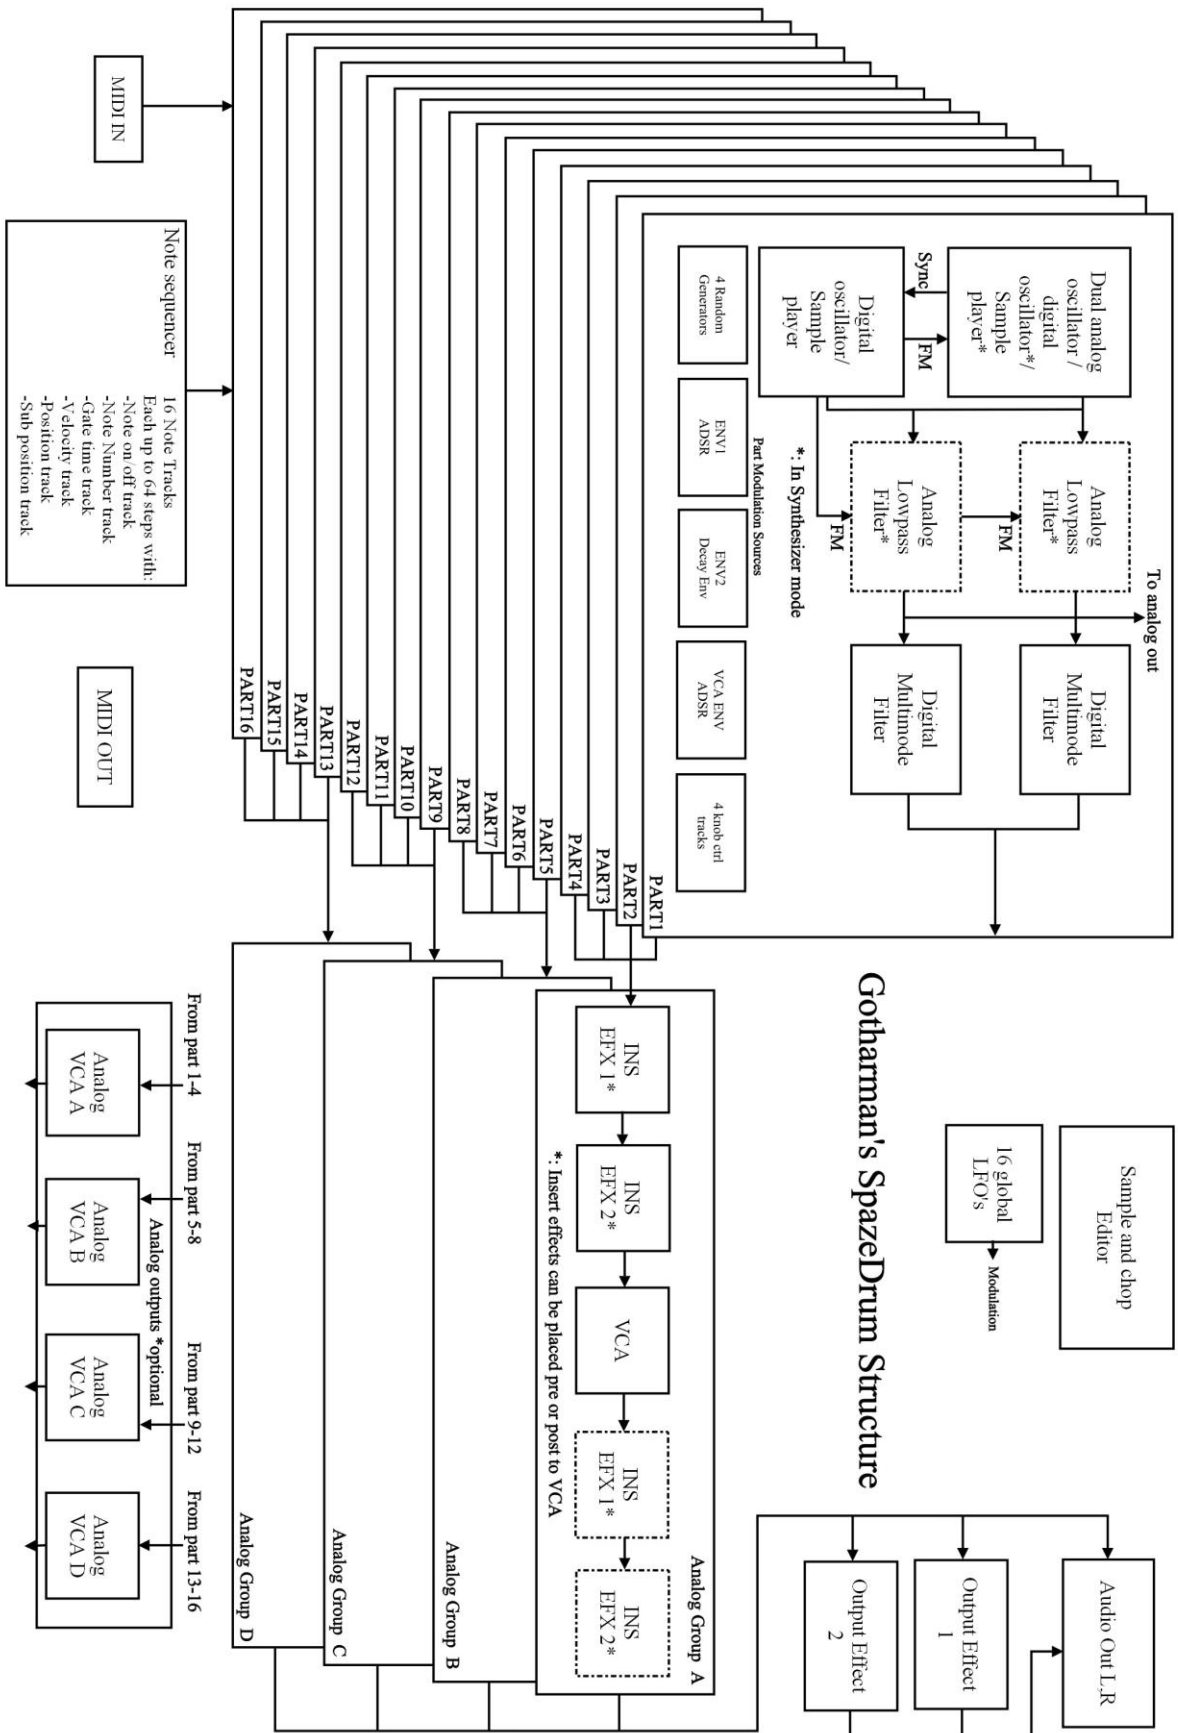 Gotharman's SpazeDrum Structure
Sample and chop
Editor
16 global
LFO's
Modulation
MIDI IN
Note sequencer
16 Note Tracks
Each up to 64 steps with:
-Note on/off track
-Note Number track
-Gate time track
-Velocity track
-Position track
-Sub position track
MIDI OUT
Dual analog
oscillator /
digital
oscillator*/
Sample
player*
Sync
FM
Digital
oscillator/
Sample
player
Analog
Lowpass
Filter*
FM
Analog
Lowpass
Filter*
FM
To analog out
Digital
Multimode
Filter
Digital
Multimode
Filter
*: In Synthesizer mode
Part Modulation Sources
4 Random
Generators
ENV1
ADSR
ENV2
Decay Env
VCA ENV
ADSR
4 knob ctrl
tracks
PART1
PART2
PART3
PART4
PART5
PART6
PART7
PART8
PART9
PART10
PART11
PART12
PART13
PART14
PART15
PART16
INS
EFX 1*
INS
EFX 2*
VCA
INS
EFX 1*
INS
EFX 2*
*: Insert effects can be placed pre or post to VCA
Analog Group A
Analog Group B
Analog Group C
Analog Group D
Audio Out L,R
Output Effect
1
Output Effect
2
From part 1-4
From part 5-8
From part 9-12
From part 13-16
Analog outputs *optional
Analog
VCA A
Analog
VCA B
Analog
VCA C
Analog
VCA D